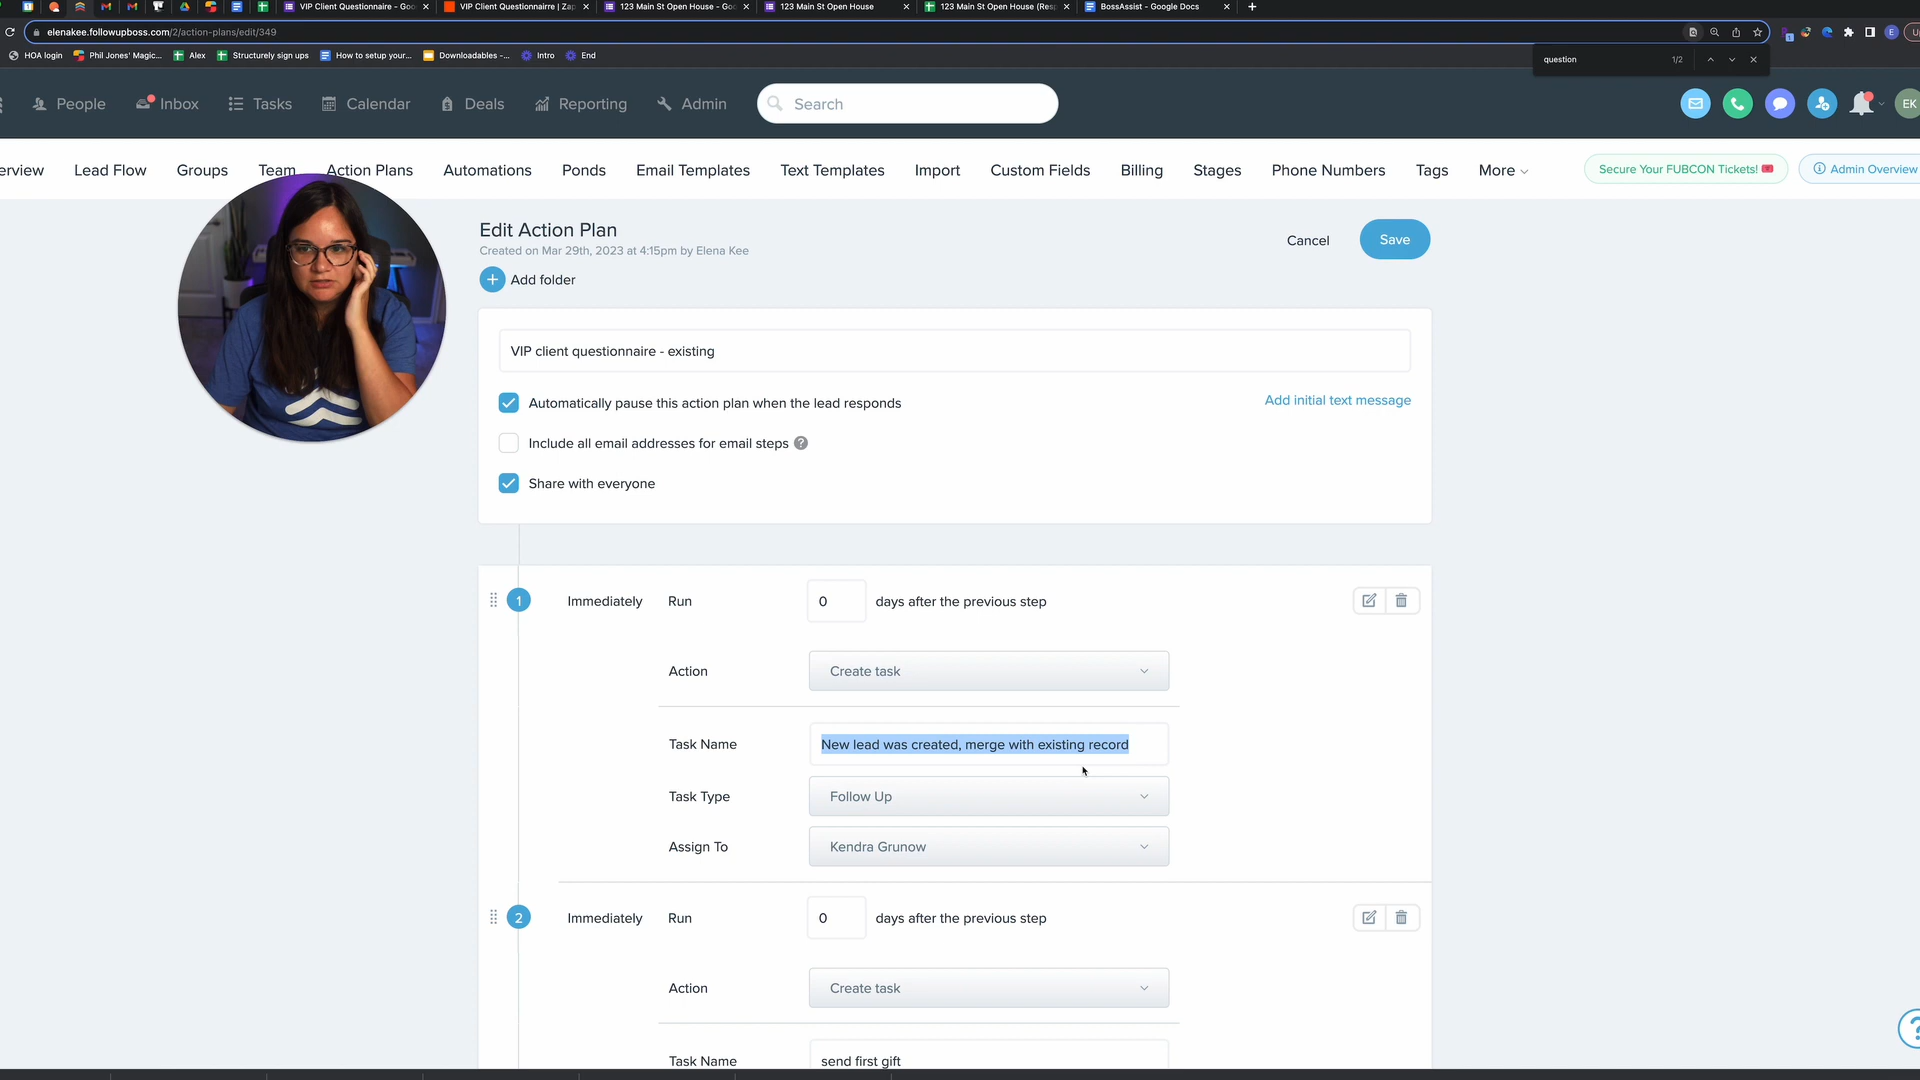 VIP Client Questionnaire - Goo
VIP Client Questionnairre | Zap
123 Main St Open House - Goo
123 Main St Open House
123 Main St Open House (Res
BossAssist - Google Docs
elenakee.followupboss.com/2/action-plans/edit/349
HOA login
Phil Jones' Magic...
Alex
Structurely sign ups
How to setup your...
Downloadables -...
Intro
End
question
1/2
People
Inbox
Tasks
Calendar
Deals
Reporting
Admin
Search
EK
erview
Lead Flow
Groups
Team
Action Plans
Automations
Ponds
Email Templates
Text Templates
Import
Custom Fields
Billing
Stages
Phone Numbers
Tags
More
Secure Your FUBCON Tickets!
Admin Overview
Edit Action Plan
Created on Mar 29th, 2023 at 4:15pm by Elena Kee
Cancel
Save
Add folder
VIP client questionnaire - existing
Automatically pause this action plan when the lead responds
Add initial text message
Include all email addresses for email steps ?
Share with everyone
1
Immediately
Run
0
days after the previous step
Action
Create task
Task Name
New lead was created, merge with existing record
Task Type
Follow Up
Assign To
Kendra Grunow
2
Immediately
Run
0
days after the previous step
Action
Create task
Task Name
send first gift